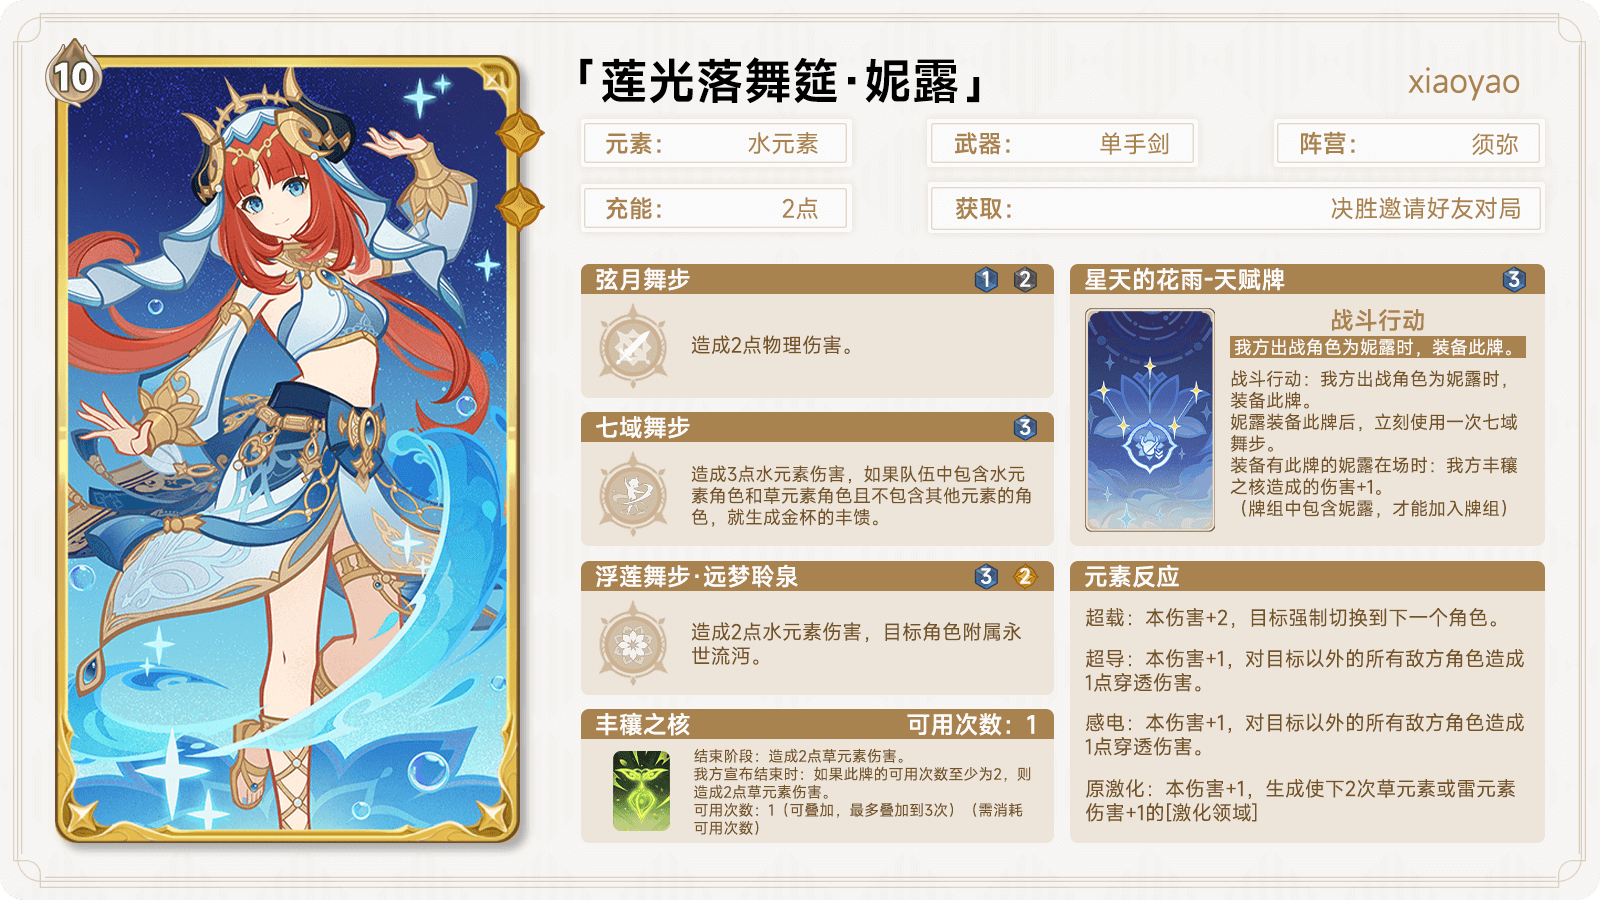 10
「莲光落舞筵·妮露」
xiaoyao
元素： 水元素
武器： 单手剑
阵营： 须弥
充能： 2点
获取： 决胜邀请好友对局
弦月舞步 1 2
造成2点物理伤害。
七域舞步 3
造成3点水元素伤害，如果队伍中包含水元
素角色和草元素角色且不包含其他元素的角
色，就生成金杯的丰馈。
浮莲舞步·远梦聆泉 3 2
造成2点水元素伤害，目标角色附属永
世流沔。
丰穰之核 可用次数：1
结束阶段：造成2点草元素伤害。
我方宣布结束时：如果此牌的可用次数至少为2，则
造成2点草元素伤害。
可用次数：1（可叠加，最多叠加到3次）（需消耗
可用次数）
星天的花雨-天赋牌 3
战斗行动
我方出战角色为妮露时，装备此牌。
战斗行动：我方出战角色为妮露时，
装备此牌。
妮露装备此牌后，立刻使用一次七域
舞步。
装备有此牌的妮露在场时：我方丰穰
之核造成的伤害+1。
（牌组中包含妮露，才能加入牌组）
元素反应
超载：本伤害+2，目标强制切换到下一个角色。
超导：本伤害+1，对目标以外的所有敌方角色造成
1点穿透伤害。
感电：本伤害+1，对目标以外的所有敌方角色造成
1点穿透伤害。
原激化：本伤害+1，生成使下2次草元素或雷元素
伤害+1的[激化领域]